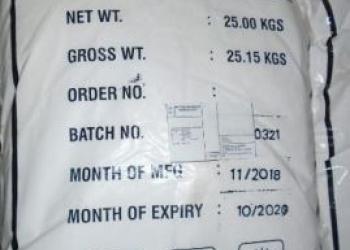 NET WT. : 25.00 KGS
GROSS WT. : 25.15 KGS
ORDER NO. :
BATCH NO. 0321
MONTH OF MFG : 11/2018
MONTH OF EXPIRY : 10/2020